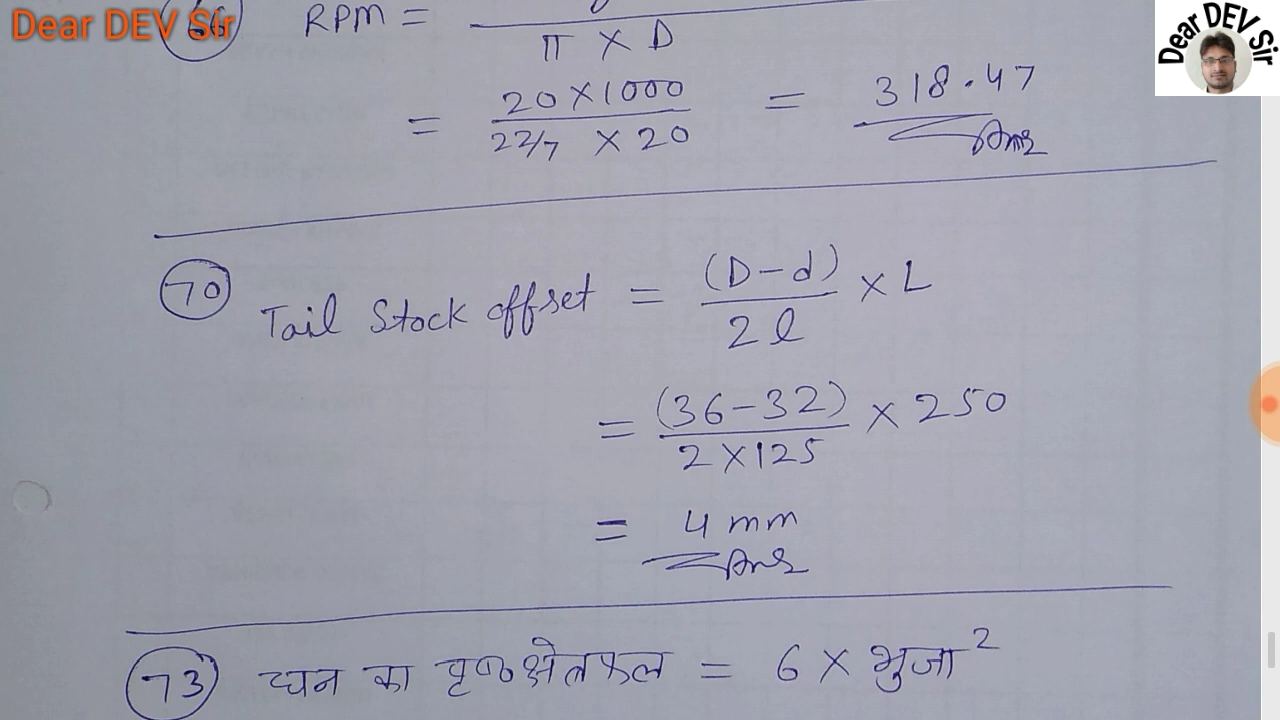 Dear DEV Sir
Dear DEV Sir
66 RPM =
π × D
= 20×1000 / 22/7 × 20 = 318.47
Ans
70 Tail Stock offset = (D-d) / 2l × L
= (36-32) / 2×125 × 250
= 4 mm
Ans
73 घन का पृष्ठ क्षेत्रफल = 6 × भुजा²